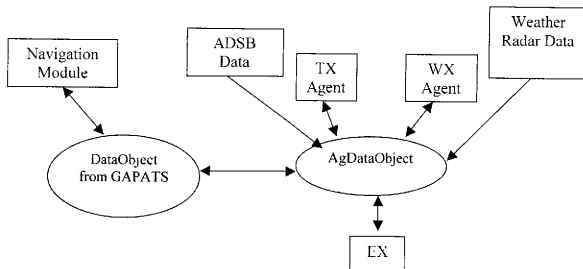 Navigation
Module
ADSB
Data
TX
Agent
WX
Agent
Weather
Radar Data
DataObject
from GAPATS
AgDataObject
EX